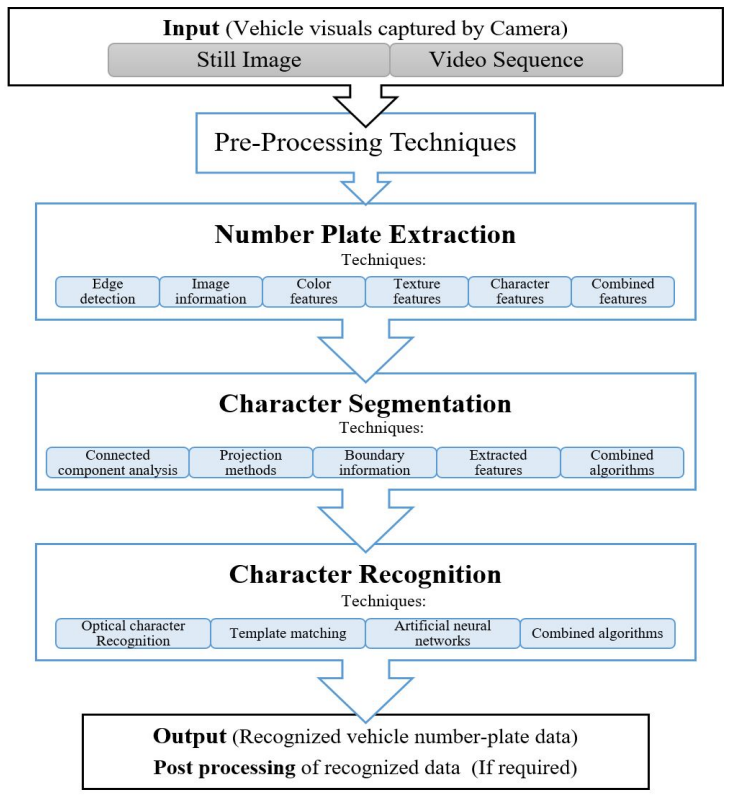 Input (Vehicle visuals captured by Camera)
Still Image
Video Sequence
Pre-Processing Techniques
Number Plate Extraction
Techniques:
Edge
detection
Image
information
Color
features
Texture
features
Character
features
Combined
features
Character Segmentation
Techniques:
Connected
component analysis
Projection
methods
Boundary
information
Extracted
features
Combined
algorithms
Character Recognition
Techniques:
Optical character
Recognition
Template matching
Artificial neural
networks
Combined algorithms
Output (Recognized vehicle number-plate data)
Post processing of recognized data (If required)